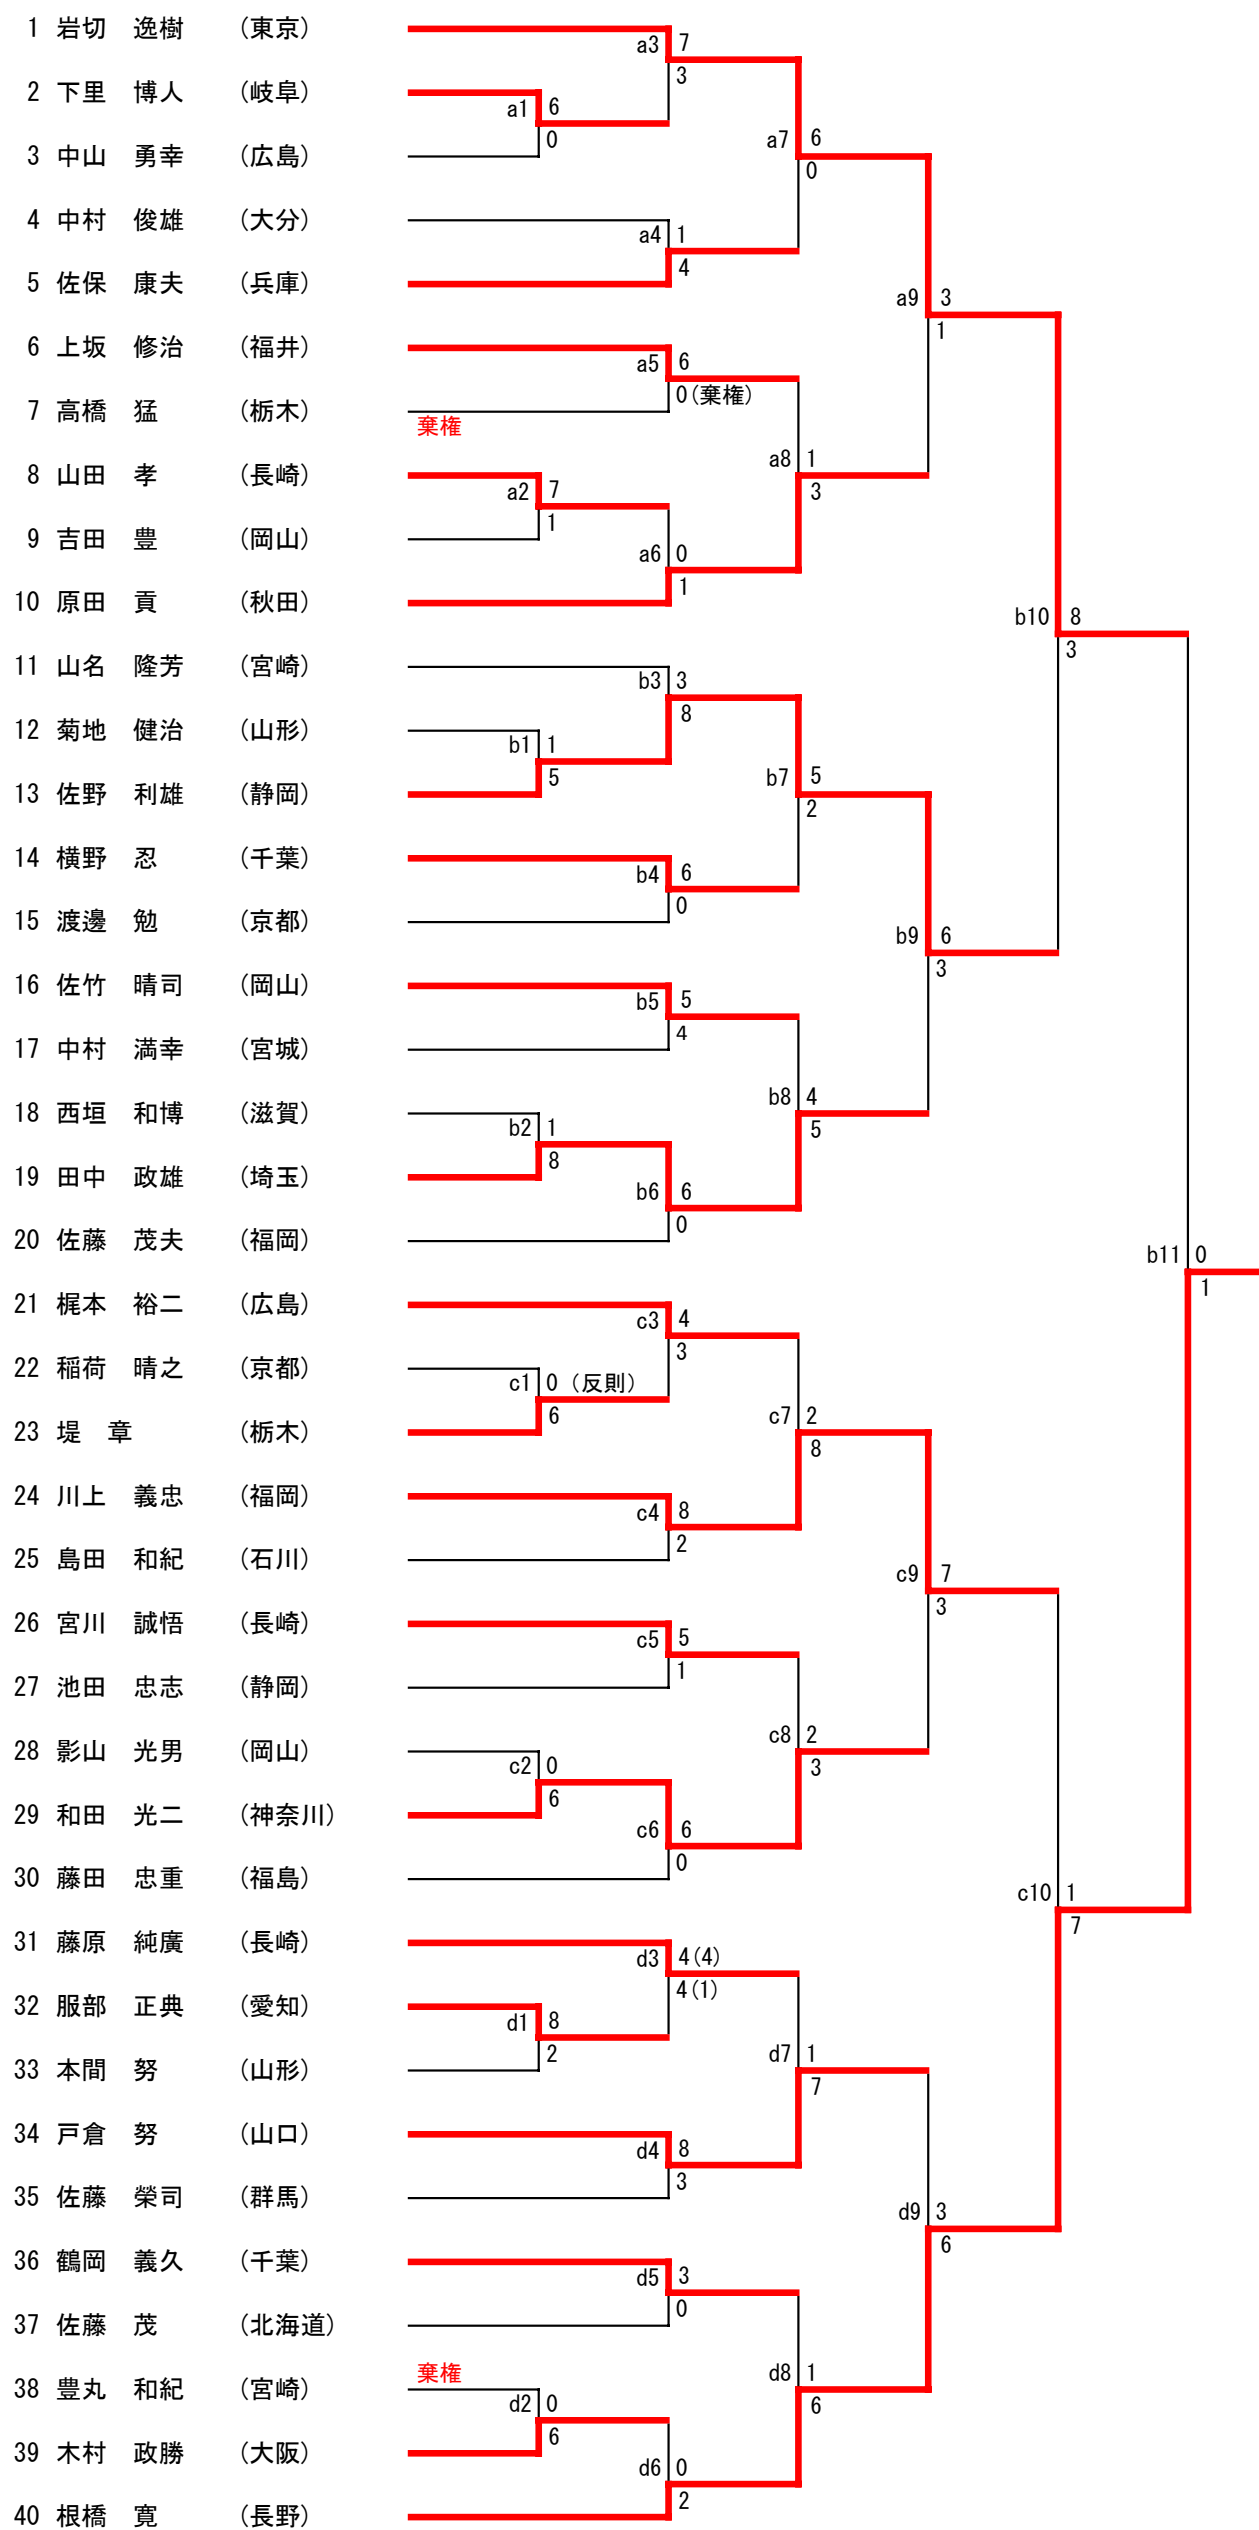 1 岩切 逸樹 (東京)
a3 7
3
2 下里 博人 (岐阜)
a1 6
0
3 中山 勇幸 (広島)
a7 6
0
4 中村 俊雄 (大分)
a4 1
4
5 佐保 康夫 (兵庫)
a9 3
1
6 上坂 修治 (福井)
a5 6
0(棄権)
7 高橋 猛 (栃木)
棄権
a8 1
3
8 山田 孝 (長崎)
a2 7
1
9 吉田 豊 (岡山)
a6 0
1
10 原田 貢 (秋田)
b10 8
3
11 山名 隆芳 (宮崎)
b3 3
8
12 菊地 健治 (山形)
b1 1
5
13 佐野 利雄 (静岡)
b7 5
2
14 横野 忍 (千葉)
b4 6
0
15 渡邊 勉 (京都)
b9 6
3
16 佐竹 晴司 (岡山)
b5 5
4
17 中村 満幸 (宮城)
b8 4
5
18 西垣 和博 (滋賀)
b2 1
8
19 田中 政雄 (埼玉)
b6 6
0
20 佐藤 茂夫 (福岡)
b11 0
1
21 梶本 裕二 (広島)
c3 4
3
22 稲荷 晴之 (京都)
c1 0 (反則)
6
23 堤 章 (栃木)
c7 2
8
24 川上 義忠 (福岡)
c4 8
2
25 島田 和紀 (石川)
c9 7
3
26 宮川 誠悟 (長崎)
c5 5
1
27 池田 忠志 (静岡)
c8 2
3
28 影山 光男 (岡山)
c2 0
6
29 和田 光二 (神奈川)
c6 6
0
30 藤田 忠重 (福島)
c10 1
7
31 藤原 純廣 (長崎)
d3 4(4)
4(1)
32 服部 正典 (愛知)
d1 8
2
33 本間 努 (山形)
d7 1
7
34 戸倉 努 (山口)
d4 8
3
35 佐藤 榮司 (群馬)
d9 3
6
36 鶴岡 義久 (千葉)
d5 3
0
37 佐藤 茂 (北海道)
棄権
d8 1
6
38 豊丸 和紀 (宮崎)
d2 0
6
39 木村 政勝 (大阪)
d6 0
2
40 根橋 寛 (長野)